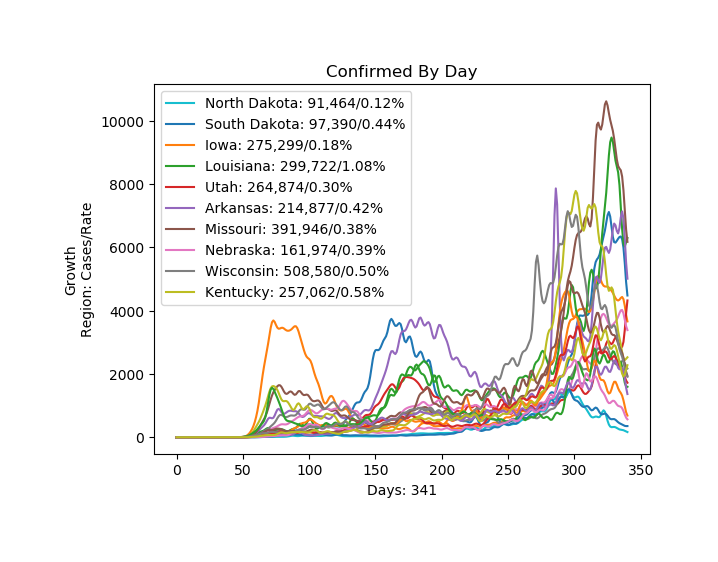 Confirmed By Day
Growth
Region: Cases/Rate
10000
8000
6000
4000
2000
0
North Dakota: 91,464/0.12%
South Dakota: 97,390/0.44%
Iowa: 275,299/0.18%
Louisiana: 299,722/1.08%
Utah: 264,874/0.30%
Arkansas: 214,877/0.42%
Missouri: 391,946/0.38%
Nebraska: 161,974/0.39%
Wisconsin: 508,580/0.50%
Kentucky: 257,062/0.58%
0 50 100 150 200 250 300 350
Days: 341